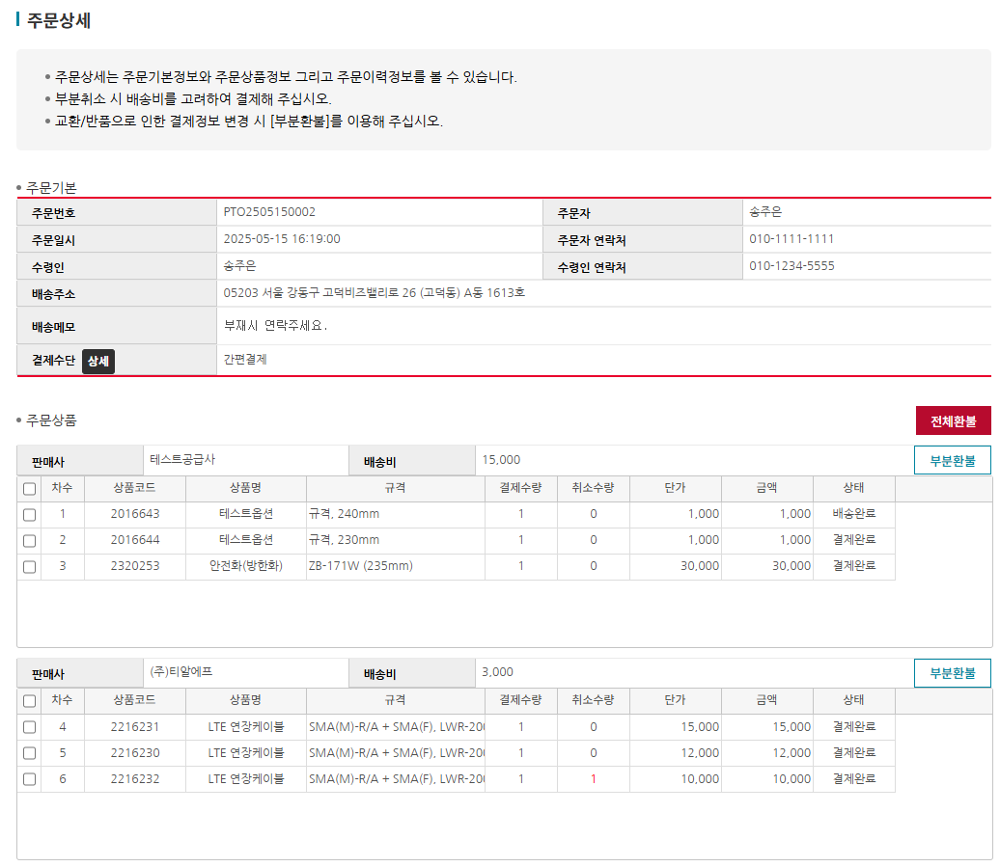 주문상세
주문상세는 주문기본정보와 주문상품정보 그리고 주문이력정보를 볼 수 있습니다.
부분취소 시 배송비를 고려하여 결제해 주십시오.
교환/반품으로 인한 결제정보 변경 시 [부분환불]를 이용해 주십시오.
주문기본
주문번호 PTO2505150002 주문자 송주은
주문일시 2025-05-15 16:19:00 주문자 연락처 010-1111-1111
수령인 송주은 수령인 연락처 010-1234-5555
배송주소 05203 서울 강동구 고덕비즈밸리로 26 (고덕동) A동 1613호
배송메모 부재시 연락주세요.
결제수단 상세 간편결제
주문상품 전체환불
판매사 테스트공급사 배송비 15,000 부분환불
차수 상품코드 상품명 규격 결제수량 취소수량 단가 금액 상태
1 2016643 테스트옵션 규격, 240mm 1 0 1,000 1,000 배송완료
2 2016644 테스트옵션 규격, 230mm 1 0 1,000 1,000 결제완료
3 2320253 안전화(방한화) ZB-171W (235mm) 1 0 30,000 30,000 결제완료
판매사 (주)티알에프 배송비 3,000 부분환불
차수 상품코드 상품명 규격 결제수량 취소수량 단가 금액 상태
4 2216231 LTE 연장케이블 SMA(M)-R/A + SMA(F), LWR-200 1 0 15,000 15,000 결제완료
5 2216230 LTE 연장케이블 SMA(M)-R/A + SMA(F), LWR-200 1 0 12,000 12,000 결제완료
6 2216232 LTE 연장케이블 SMA(M)-R/A + SMA(F), LWR-200 1 1 10,000 10,000 결제완료